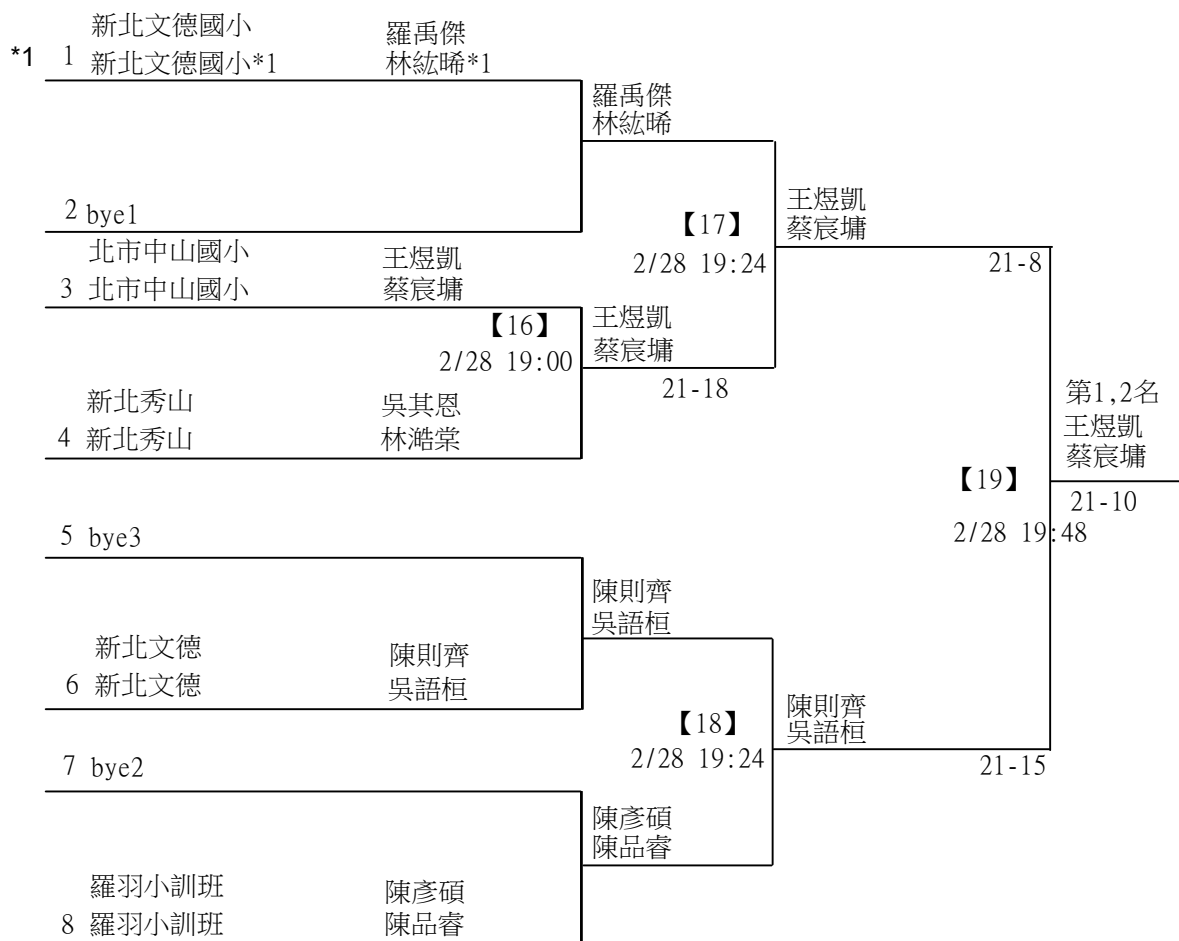 新北文德國小 羅禹傑
*1 1 新北文德國小*1 林紘晞*1
羅禹傑
林紘晞
2 bye1
王煜凱
蔡宸墉
【17】
2/28 19:24
21-8
北市中山國小 王煜凱
3 北市中山國小 蔡宸墉
【16】
2/28 19:00
王煜凱
蔡宸墉
21-18
新北秀山 吳其恩
4 新北秀山 林澔棠
第1,2名
王煜凱
蔡宸墉
【19】
21-10
2/28 19:48
5 bye3
陳則齊
吳語桓
新北文德 陳則齊
6 新北文德 吳語桓
【18】
2/28 19:24
陳則齊
吳語桓
21-15
7 bye2
陳彥碩
陳品睿
羅羽小訓班 陳彥碩
8 羅羽小訓班 陳品睿